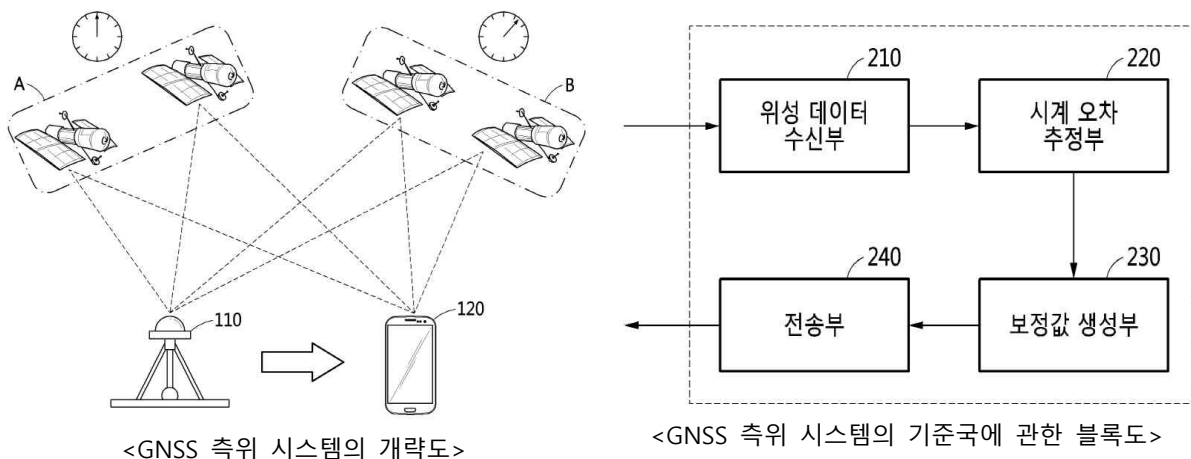 A
B
110
120
<GNSS 측위 시스템의 개략도>
210
위성 데이터
수신부
220
시계 오차
추정부
240
전송부
230
보정값 생성부
<GNSS 측위 시스템의 기준국에 관한 블록도>